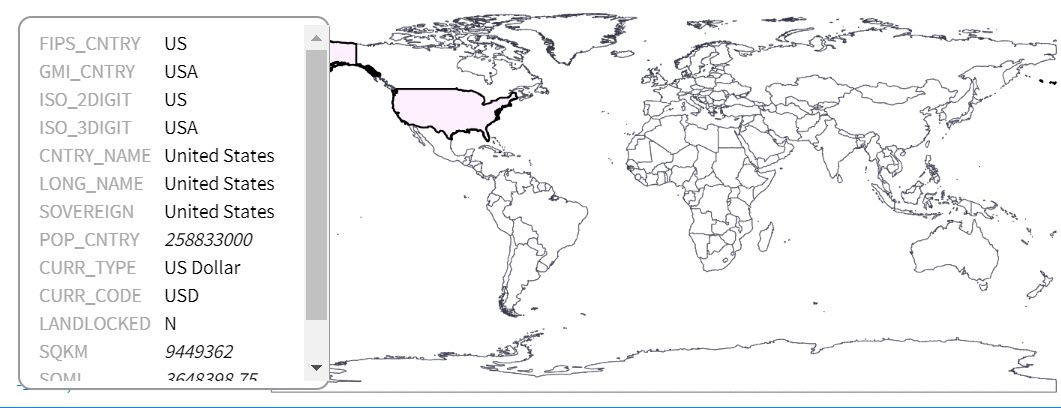 FIPS_CNTRY US
GMI_CNTRY USA
ISO_2DIGIT US
ISO_3DIGIT USA
CNTRY_NAME United States
LONG_NAME United States
SOVEREIGN United States
POP_CNTRY 258833000
CURR_TYPE US Dollar
CURR_CODE USD
LANDLOCKED N
SQKM 9449362
SQMI 3648398.75